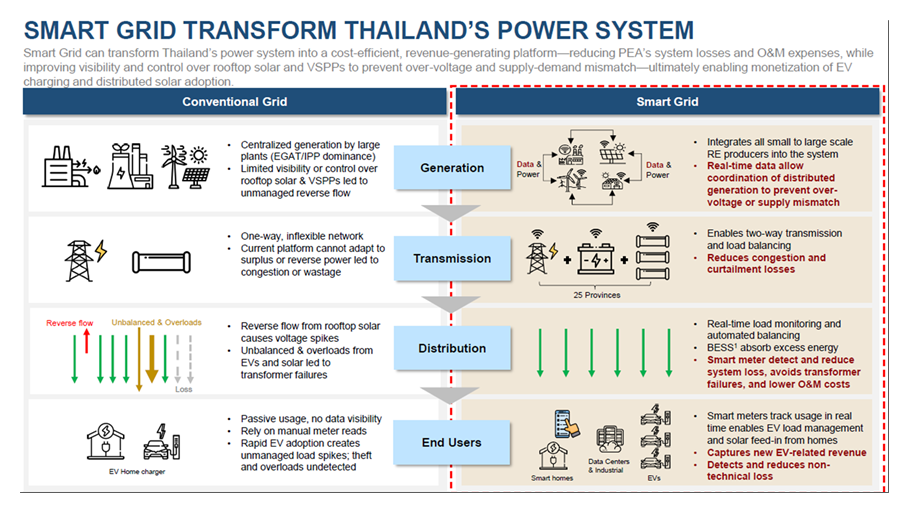 SMART GRID TRANSFORM THAILAND'S POWER SYSTEM
Smart Grid can transform Thailand's power system into a cost-efficient, revenue-generating platform—reducing PEA's system losses and O&M expenses, while
improving visibility and control over rooftop solar and VSPPs to prevent over-voltage and supply-demand mismatch—ultimately enabling monetization of EV
charging and distributed solar adoption.
Conventional Grid
Smart Grid
• Centralized generation by large
plants (EGAT/IPP dominance)
• Limited visibility or control over
rooftop solar & VSPPs led to
unmanaged reverse flow
Generation
Data &
Power
Data &
Power
• Integrates all small to large scale
RE producers into the system
• Real-time data allow
coordination of distributed
generation to prevent over-
voltage or supply mismatch
• One-way, inflexible network
• Current platform cannot adapt to
surplus or reverse power led to
congestion or wastage
Transmission
25 Provinces
• Enables two-way transmission
and load balancing
• Reduces congestion and
curtailment losses
Reverse flow
Unbalanced & Overloads
Loss
• Reverse flow from rooftop solar
causes voltage spikes
• Unbalanced & overloads from
EVs and solar led to
transformer failures
Distribution
• Real-time load monitoring and
automated balancing
• BESS¹ absorb excess energy
• Smart meter detect and reduce
system loss, avoids transformer
failures, and lower O&M costs
EV Home charger
• Passive usage, no data visibility
• Rely on manual meter reads
• Rapid EV adoption creates
unmanaged load spikes; theft
and overloads undetected
End Users
Smart homes
Data Centers
& Industrial
EVs
• Smart meters track usage in real
time enables EV load management
and solar feed-in from homes
• Captures new EV-related revenue
• Detects and reduces non-
technical loss